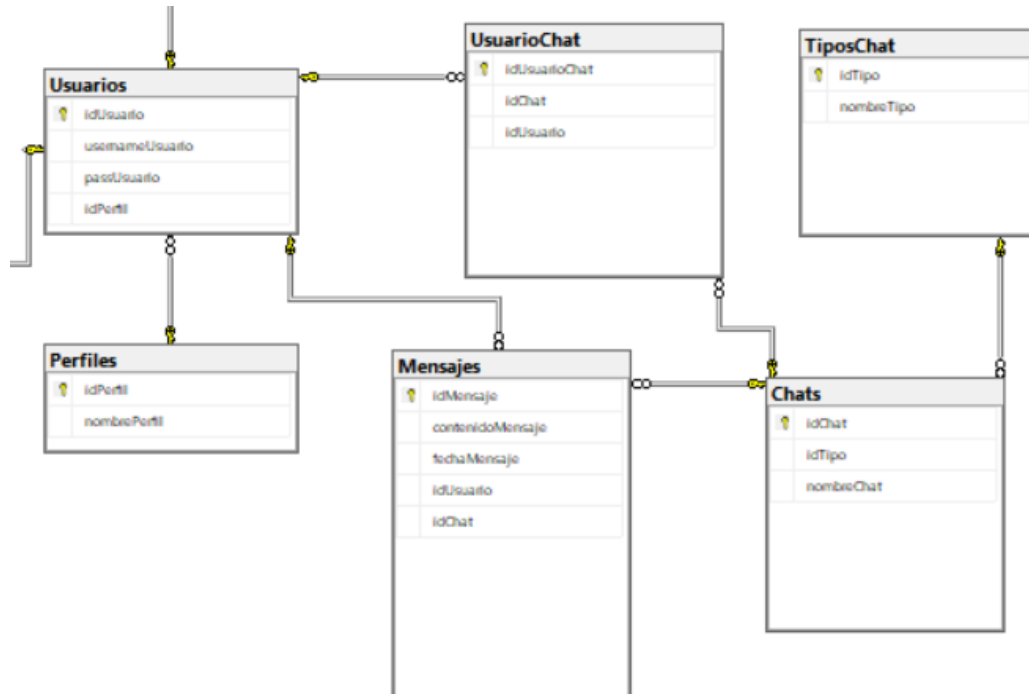 Usuarios
idUsuario
usernameUsuario
passUsuario
idPerfil
UsuarioChat
idUsuarioChat
idChat
idUsuario
TiposChat
idTipo
nombreTipo
Perfiles
idPerfil
nombrePerfil
Mensajes
idMensaje
contenidoMensaje
fechaMensaje
idUsuario
idChat
Chats
idChat
idTipo
nombreChat